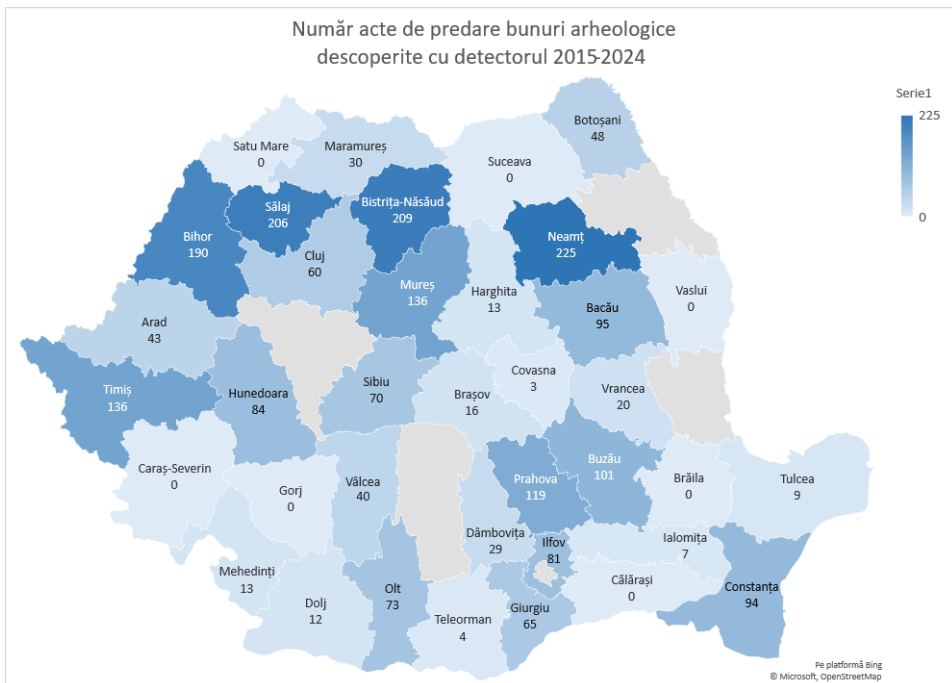 Număr acte de predare bunuri arheologice
descoperite cu detectorul 2015-2024
Serie1
225
0
Botoșani
48
Satu Mare
0
Maramureș
30
Suceava
0
Sălaj
206
Bistrița-Năsăud
209
Neamț
225
Bihor
190
Cluj
60
Mureș
136
Harghita
13
Bacău
95
Vaslui
0
Arad
43
Timiș
136
Hunedoara
84
Sibiu
70
Brașov
16
Covasna
3
Vrancea
20
Caraș-Severin
0
Gorj
0
Vâlcea
40
Prahova
119
Buzău
101
Brăila
0
Tulcea
9
Dâmbovița
29
Ilfov
81
Ialomița
7
Mehedinți
13
Dolj
12
Olt
73
Teleorman
4
Giurgiu
65
Călărași
0
Constanța
94
Pe platformă Bing
© Microsoft, OpenStreetMap